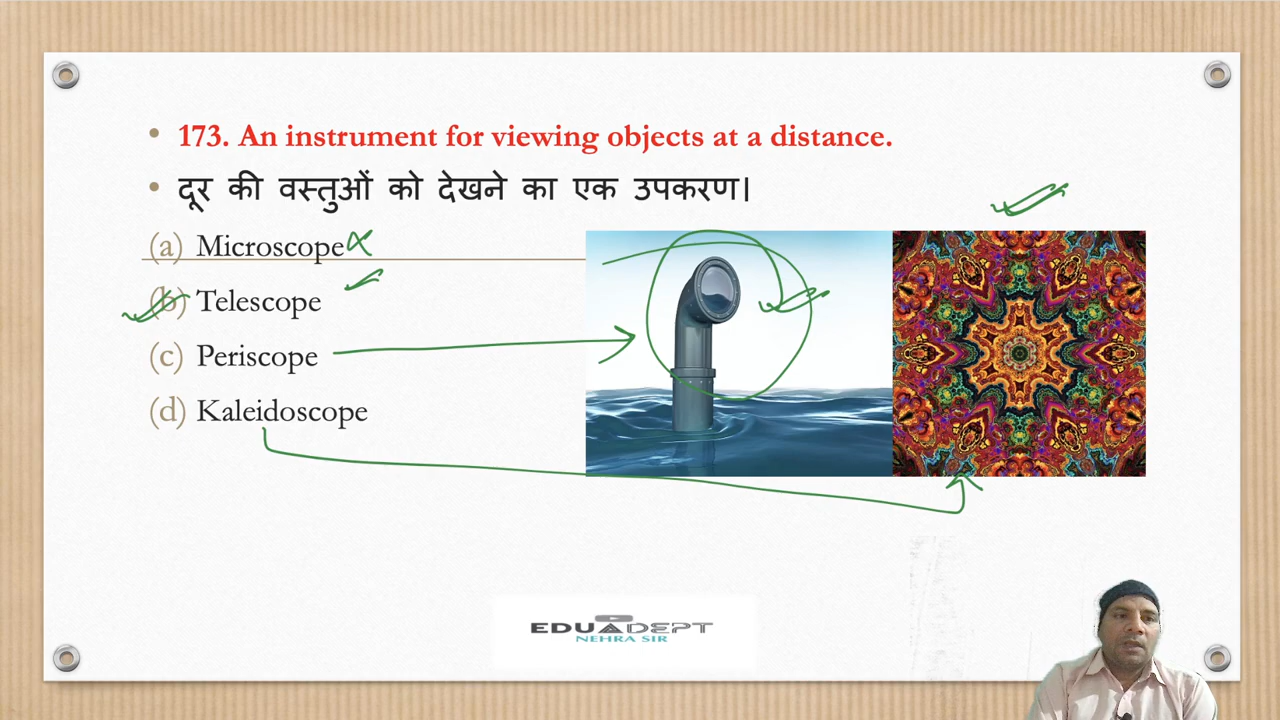 173. An instrument for viewing objects at a distance.
दूर की वस्तुओं को देखने का एक उपकरण।
(a) Microscope
(b) Telescope
(c) Periscope
(d) Kaleidoscope
EDUADEPT
NEHRA SIR